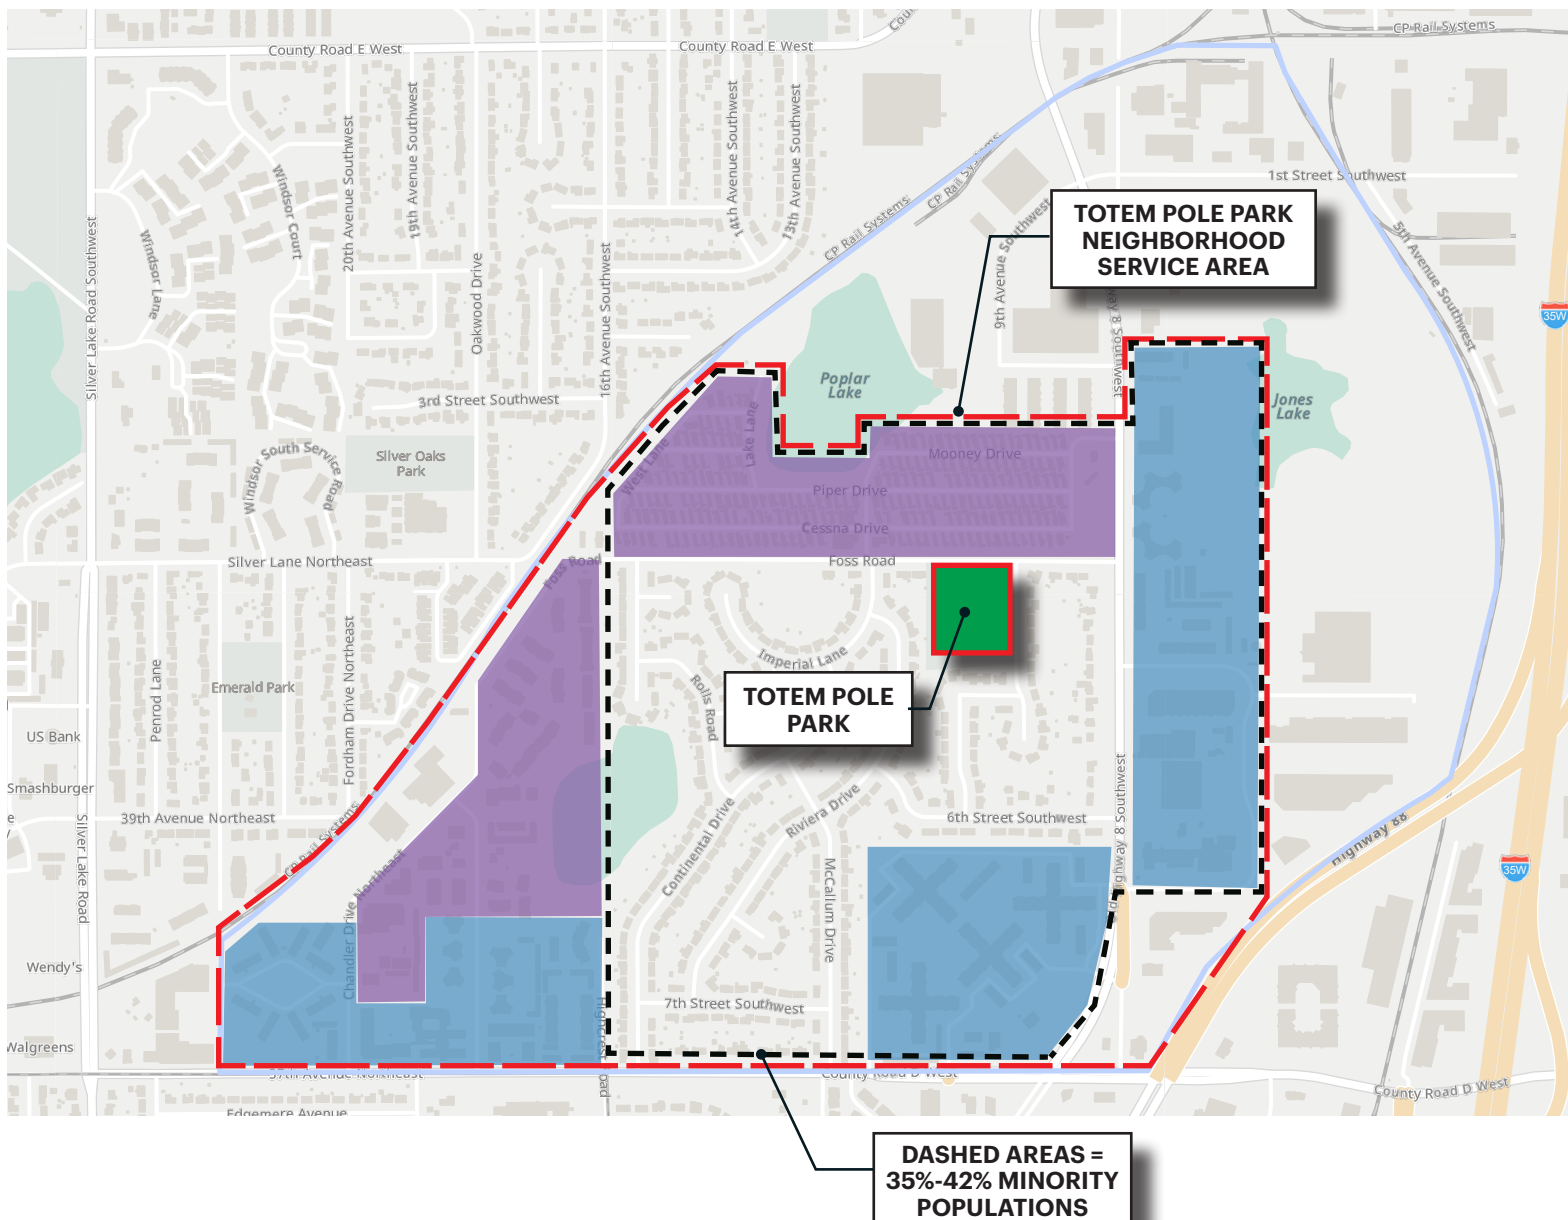 CP Rail Systems
County Road E West
County Road E West
1st Street Southwest
TOTEM POLE PARK
NEIGHBORHOOD
SERVICE AREA
Windsor Court
Windsor Lane
20th Avenue Southwest
14th Avenue Southwest
13th Avenue Southwest
CP Rail Systems
CP Rail Systems
9th Avenue Southwest
5th Avenue Southwest
Silver Lake Road Southwest
Oakwood Drive
16th Avenue Southwest
35W
Poplar
Lake
Jones
Lake
3rd Street Southwest
Windsor South Service Road
Silver Oaks
Park
West Lane
Lake Lane
Mooney Drive
Piper Drive
Cessna Drive
Silver Lane Northeast
Foss Road
Foss Road
Imperial Lane
Emerald Park
Penrod Lane
Fordham Drive Northeast
Rolls Road
TOTEM POLE
PARK
US Bank
Smashburger
39th Avenue Northeast
CP Rail Systems
Silver Lake Road
Continental Drive
Riviera Drive
6th Street Southwest
Highway 8 Southwest
Highway 88
35W
Chandler Drive Northeast
McCallum Drive
Wendy's
7th Street Southwest
Walgreens
37th Avenue Northeast
County Road D West
County Road D West
Edgemere Avenue
DASHED AREAS =
35%-42% MINORITY
POPULATIONS